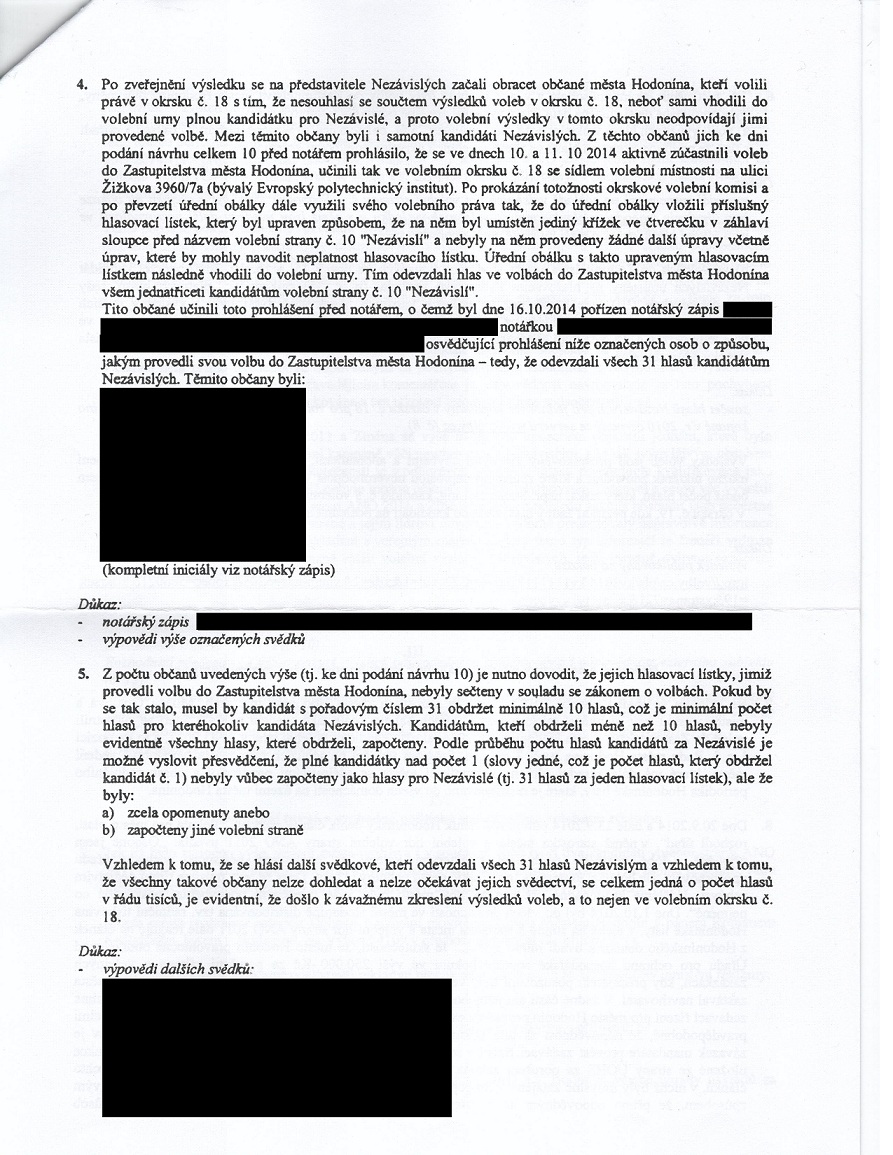 4. Po zveřejnění výsledku se na představitele Nezávislých začali obracet občané města Hodonína, kteří volili
právě v okrsku č. 18 s tím, že nesouhlasí se součtem výsledků voleb v okrsku č. 18, neboť sami vhodili do
volební urny plnou kandidátku pro Nezávislé, a proto volební výsledky v tomto okrsku neodpovídají jimi
provedené volbě. Mezi těmito občany byli i samotní kandidáti Nezávislých. Z těchto občanů jich ke dni
podání návrhu celkem 10 před notářem prohlásilo, že se ve dnech 10. a 11. 10 2014 aktivně zúčastnili voleb
do Zastupitelstva města Hodonína, učinili tak ve volebním okrsku č. 18 se sídlem volební místnosti na ulici
Žižkova 3960/7a (bývalý Evropský polytechnický institut). Po prokázání totožnosti okrskové volební komisi a
po převzetí úřední obálky dále využili svého volebního práva tak, že do úřední obálky vložili příslušný
hlasovací lístek, který byl upraven způsobem, že na něm byl umístěn jediný křížek ve čtverečku v záhlaví
sloupce před názvem volební strany č. 10 "Nezávislí" a nebyly na něm provedeny žádné další úpravy včetně
úprav, které by mohly navodit neplatnost hlasovacího lístku. Úřední obálku s takto upraveným hlasovacím
lístkem následně vhodili do volební urny. Tím odevzdali hlas ve volbách do Zastupitelstva města Hodonína
všem jednatřiceti kandidátům volební strany č. 10 "Nezávislí".
Tito občané učinili toto prohlášení před notářem, o čemž byl dne 16.10.2014 pořízen notářský zápis
notářkou
osvědčující prohlášení níže označených osob o způsobu,
jakým provedli svou volbu do Zastupitelstva města Hodonína – tedy, že odevzdali všech 31 hlasů kandidátům
Nezávislých. Těmito občany byli:
(kompletní iniciály viz notářský zápis)
Důkaz:
- notářský zápis
- výpovědi výše označených svědků
5. Z počtu občanů uvedených výše (tj. ke dni podání návrhu 10) je nutno dovodit, že jejich hlasovací lístky, jimiž
provedli volbu do Zastupitelstva města Hodonína, nebyly sečteny v souladu se zákonem o volbách. Pokud by
se tak stalo, musel by kandidát s pořadovým číslem 31 obdržet minimálně 10 hlasů, což je minimální počet
hlasů pro kteréhokoliv kandidáta Nezávislých. Kandidátům, kteří obdrželi méně než 10 hlasů, nebyly
evidentně všechny hlasy, které obdrželi, započteny. Podle průběhu počtu hlasů kandidátů za Nezávislé je
možné vyslovit přesvědčení, že plné kandidátky nad počet 1 (slovy jedné, což je počet hlasů, který obdržel
kandidát č. 1) nebyly vůbec započteny jako hlasy pro Nezávislé (tj. 31 hlasů za jeden hlasovací lístek), ale že
byly:
a) zcela opomenuty anebo
b) započteny jiné volební straně
Vzhledem k tomu, že se hlásí další svědkové, kteří odevzdali všech 31 hlasů Nezávislým a vzhledem k tomu,
že všechny takové občany nelze dohledat a nelze očekávat jejich svědectví, se celkem jedná o počet hlasů
v řádu tisíců, je evidentní, že došlo k závažnému zkreslení výsledků voleb, a to nejen ve volebním okrsku č.
18.
Důkaz:
- výpovědi dalších svědků: